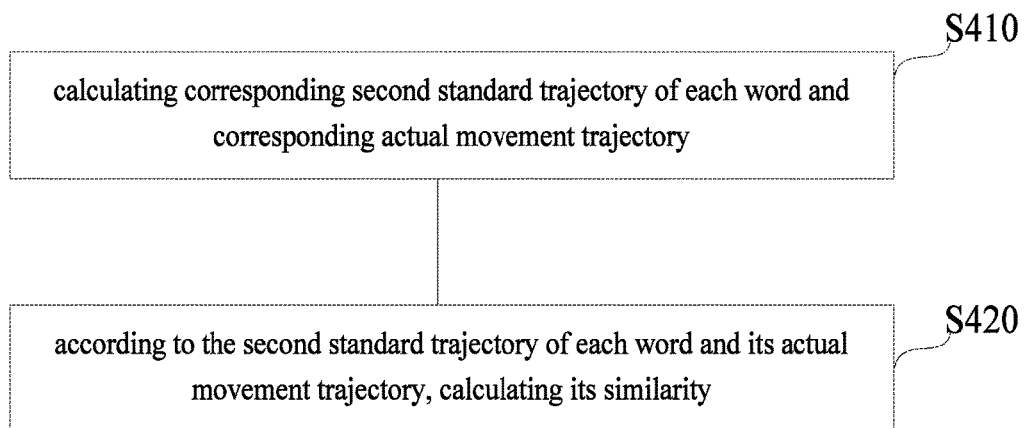 S410
calculating corresponding second standard trajectory of each word and
corresponding actual movement trajectory
S420
according to the second standard trajectory of each word and its actual
movement trajectory, calculating its similarity